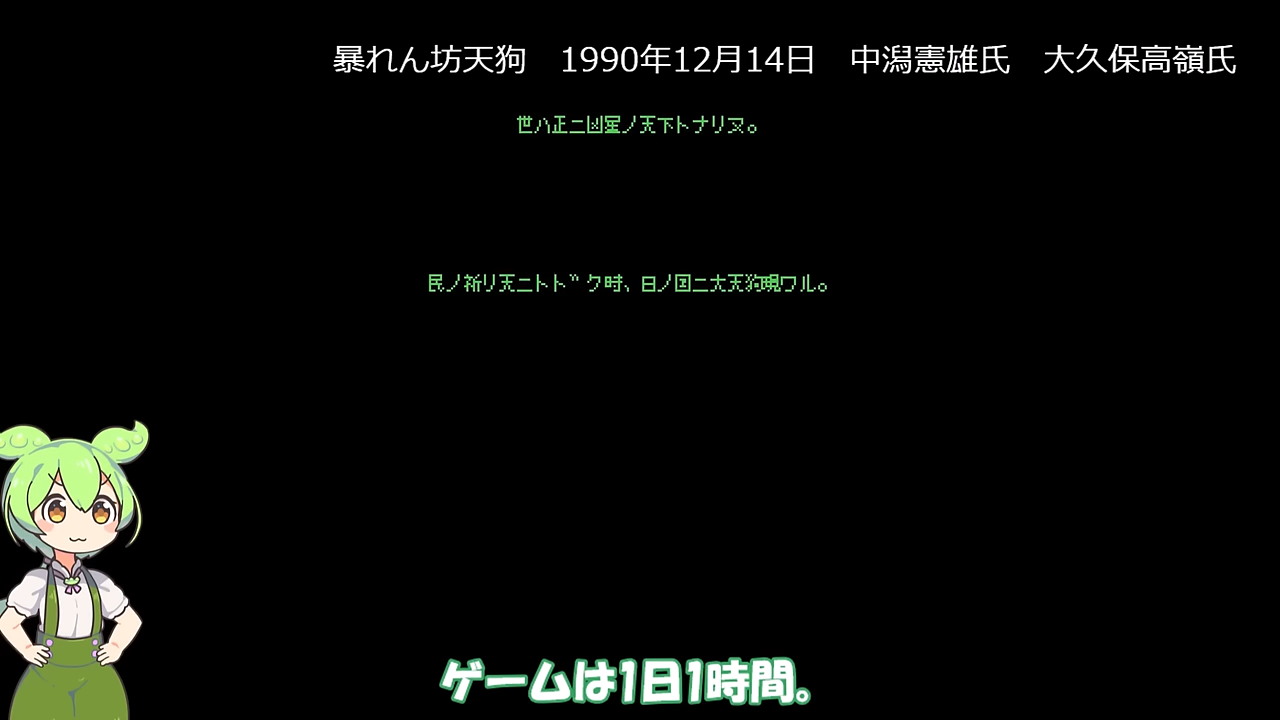 暴れん坊天狗　1990年12月14日　中潟憲雄氏　大久保高嶺氏
世ハ正ニ凶星ノ天下トナリヌ。
民ノ祈リ天ニトドク時、日ノ国ニ大天狗現ワル。
ゲームは1日1時間。